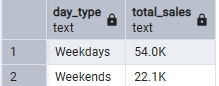 day_type total_sales
text text
1 Weekdays 54.0K
2 Weekends 22.1K